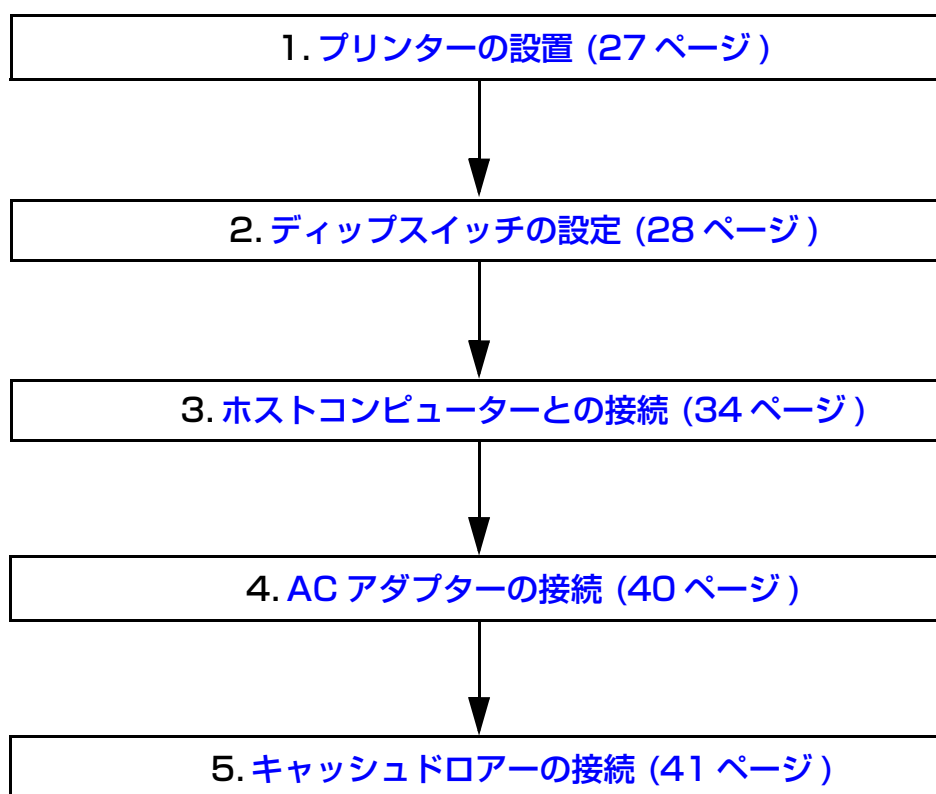 1. プリンターの設置 (27 ページ )
2. ディップスイッチの設定 (28 ページ )
3. ホストコンピューターとの接続 (34 ページ )
4. AC アダプターの接続 (40 ページ )
5. キャッシュドロアーの接続 (41 ページ )